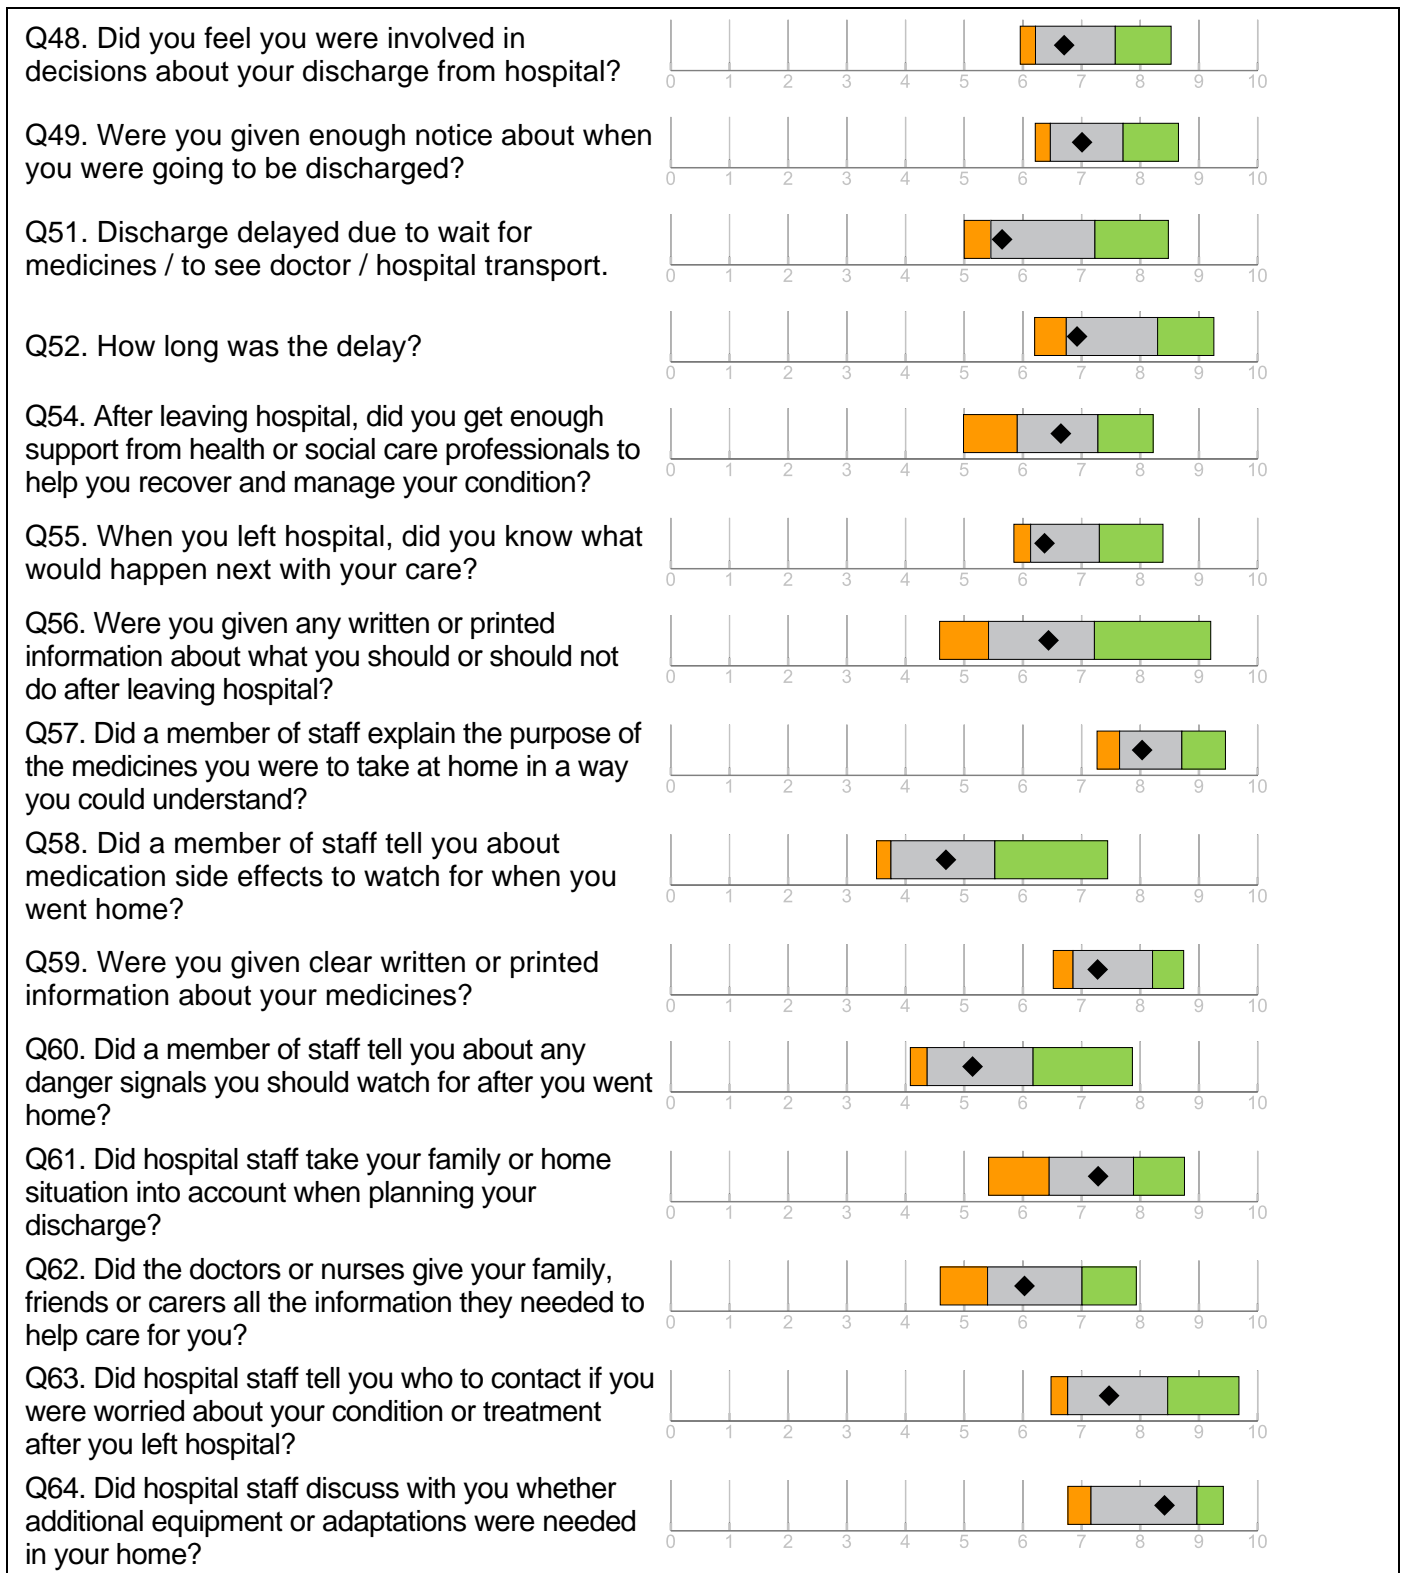 Q48. Did you feel you were involved in
decisions about your discharge from hospital?
0 1 2 3 4 5 6 7 8 9 10
Q49. Were you given enough notice about when
you were going to be discharged?
0 1 2 3 4 5 6 7 8 9 10
Q51. Discharge delayed due to wait for
medicines / to see doctor / hospital transport.
0 1 2 3 4 5 6 7 8 9 10
Q52. How long was the delay?
0 1 2 3 4 5 6 7 8 9 10
Q54. After leaving hospital, did you get enough
support from health or social care professionals to
help you recover and manage your condition?
0 1 2 3 4 5 6 7 8 9 10
Q55. When you left hospital, did you know what
would happen next with your care?
0 1 2 3 4 5 6 7 8 9 10
Q56. Were you given any written or printed
information about what you should or should not
do after leaving hospital?
0 1 2 3 4 5 6 7 8 9 10
Q57. Did a member of staff explain the purpose of
the medicines you were to take at home in a way
you could understand?
0 1 2 3 4 5 6 7 8 9 10
Q58. Did a member of staff tell you about
medication side effects to watch for when you
went home?
0 1 2 3 4 5 6 7 8 9 10
Q59. Were you given clear written or printed
information about your medicines?
0 1 2 3 4 5 6 7 8 9 10
Q60. Did a member of staff tell you about any
danger signals you should watch for after you went
home?
0 1 2 3 4 5 6 7 8 9 10
Q61. Did hospital staff take your family or home
situation into account when planning your
discharge?
0 1 2 3 4 5 6 7 8 9 10
Q62. Did the doctors or nurses give your family,
friends or carers all the information they needed to
help care for you?
0 1 2 3 4 5 6 7 8 9 10
Q63. Did hospital staff tell you who to contact if you
were worried about your condition or treatment
after you left hospital?
0 1 2 3 4 5 6 7 8 9 10
Q64. Did hospital staff discuss with you whether
additional equipment or adaptations were needed
in your home?
0 1 2 3 4 5 6 7 8 9 10